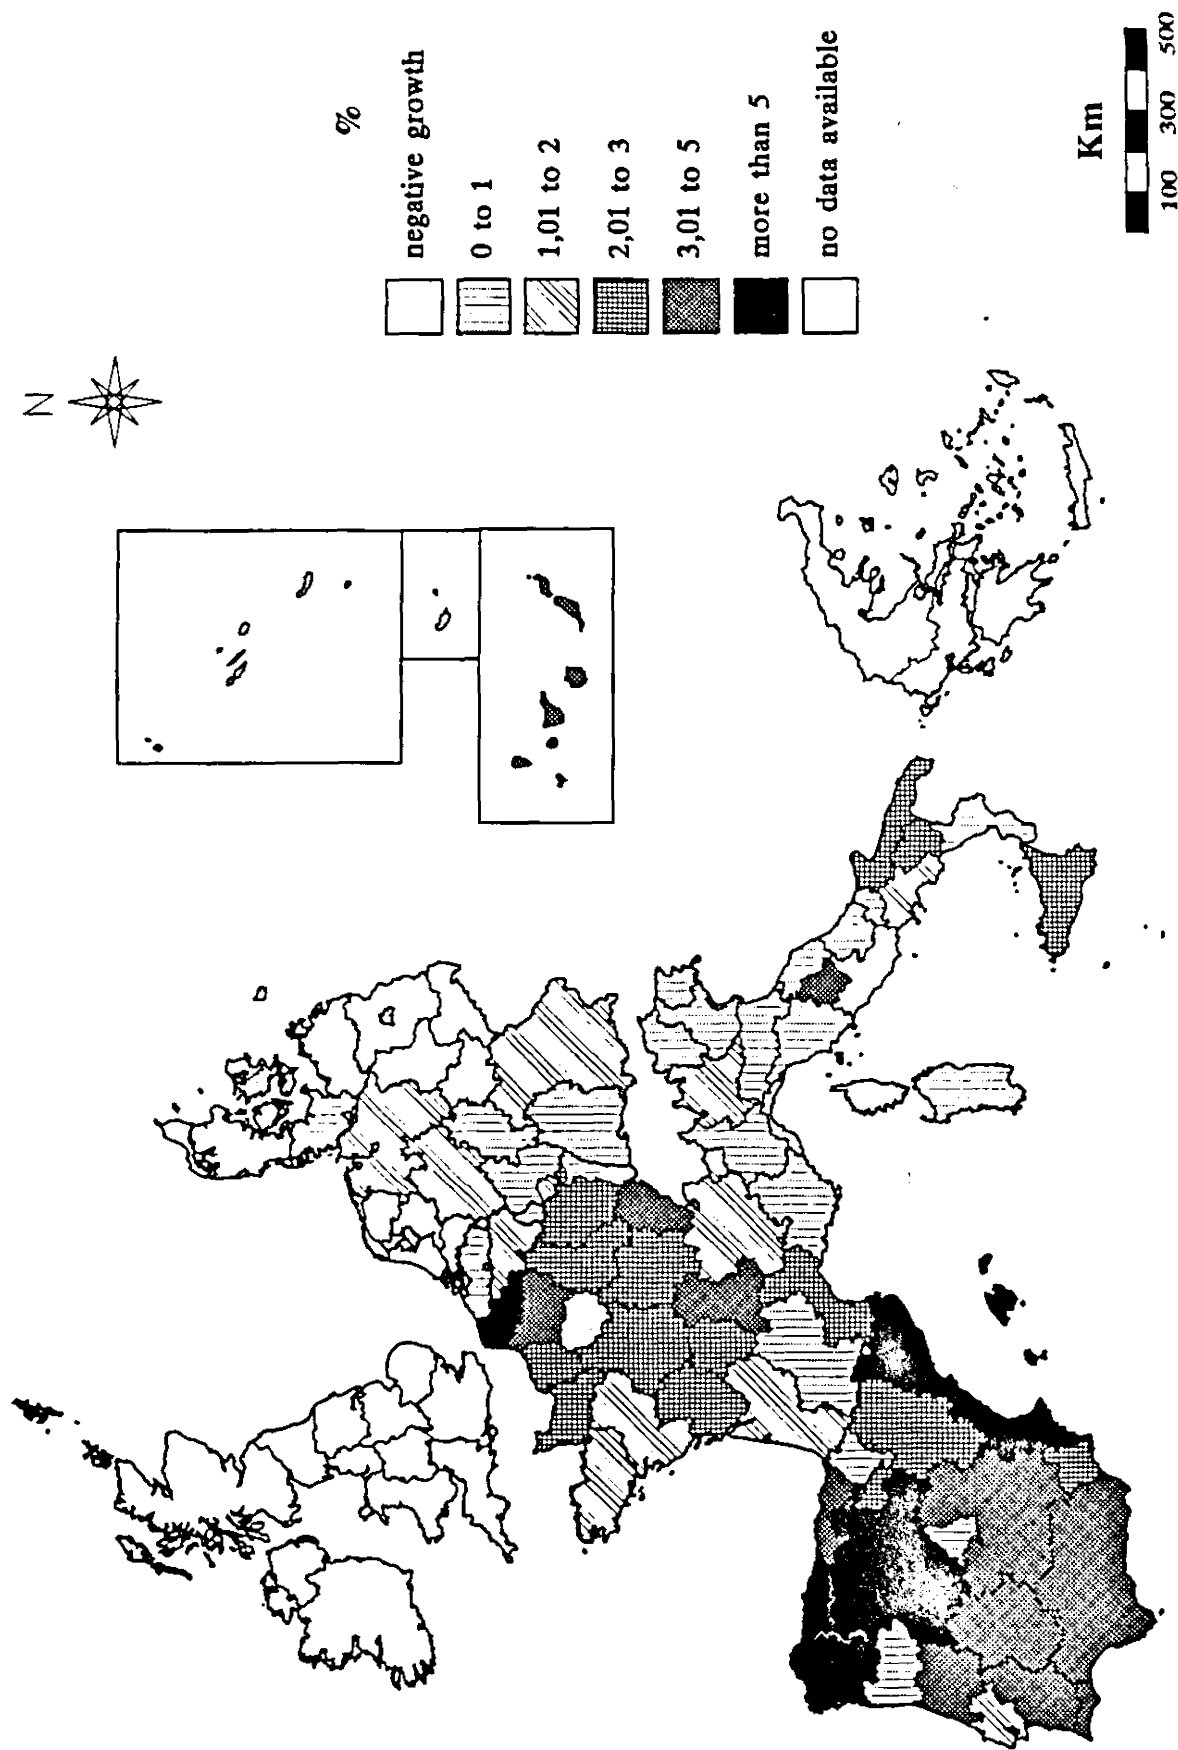 N
%
negative growth
0 to 1
1,01 to 2
2,01 to 3
3,01 to 5
more than 5
no data available
Km
100 300 500